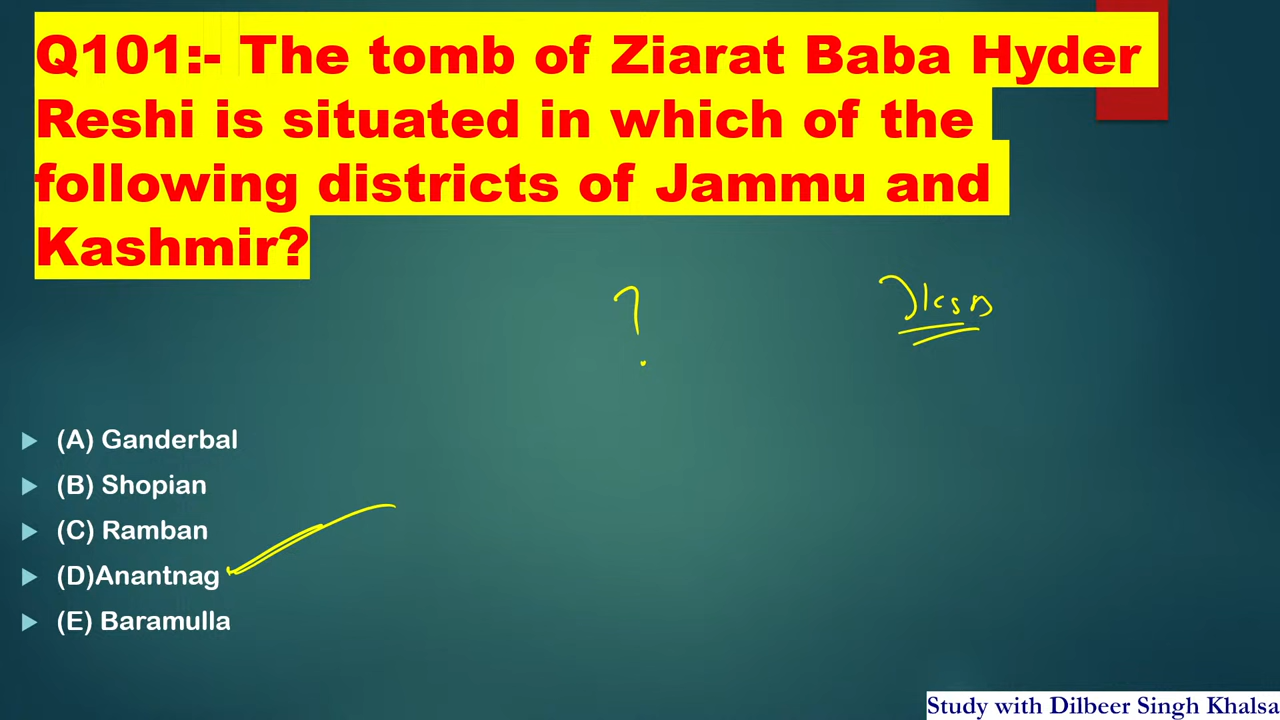 Q101:- The tomb of Ziarat Baba Hyder
Reshi is situated in which of the
following districts of Jammu and
Kashmir?
?
(A) Ganderbal
(B) Shopian
(C) Ramban
(D)Anantnag
(E) Baramulla
Study with Dilbeer Singh Khalsa